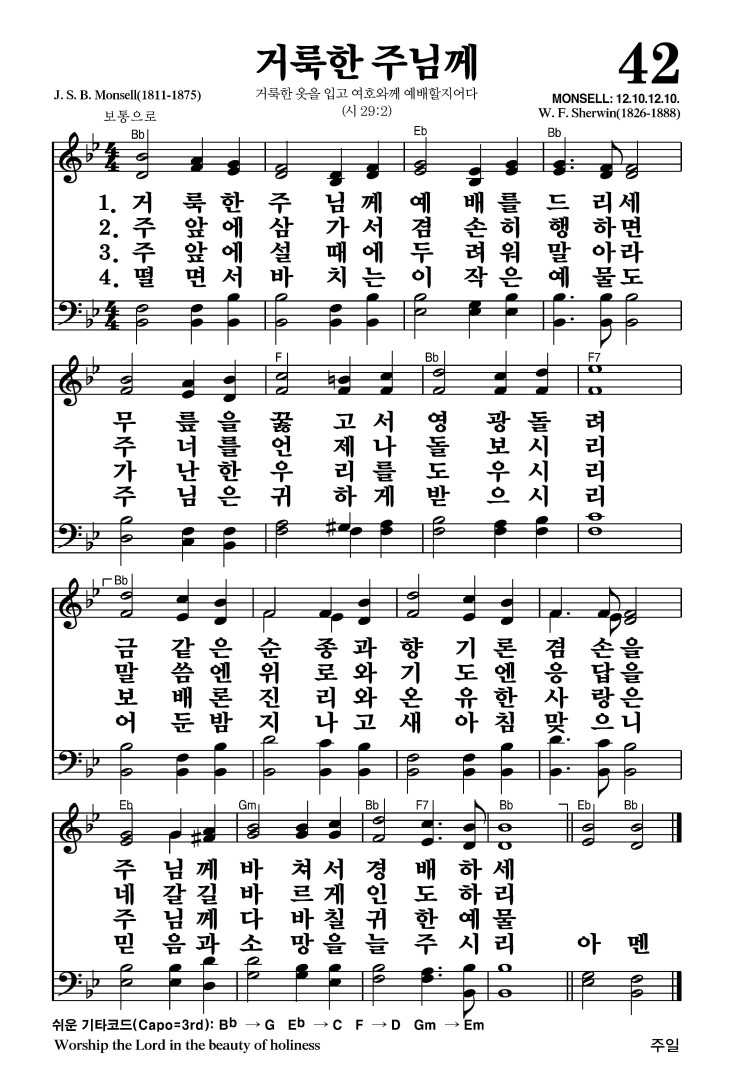 거룩한 주님께
42
J. S. B. Monsell(1811-1875)
거룩한 옷을 입고 여호와께 예배할지어다
(시 29:2)
MONSELL: 12.10.12.10.
W. F. Sherwin(1826-1888)
보통으로
Bb Eb Bb
1. 거 룩 한 주 님 께 예 배 를 드 리 세
2. 주 앞 에 삼 가 서 겸 손 히 행 하 면
3. 주 앞 에 설 때 에 두 려 워 말 아 라
4. 떨 면 서 바 치 는 이 작 은 예 물 도
F Bb F7
무 릎 을 꿇 고 서 영 광 돌 려
주 너 를 언 제 나 돌 보 시 리
가 난 한 우 리 를 도 우 시 리
주 님 은 귀 하 게 받 으 시 리
Bb
금 같 은 순 종 과 향 기 론 겸 손 을
말 씀 엔 위 로 와 기 도 엔 응 답 을
보 배 론 진 리 와 온 유 한 사 랑 은
어 둔 밤 지 나 고 새 아 침 맞 으 니
Eb Gm Bb F7 Bb Eb Bb
주 님 께 바 쳐 서 경 배 하 세
네 갈 길 바 르 게 인 도 하 리
주 님 께 다 바 칠 귀 한 예 물
믿 음 과 소 망 을 늘 주 시 리 아 멘
쉬운 기타코드(Capo=3rd): Bb → G Eb → C F → D Gm → Em
Worship the Lord in the beauty of holiness
주일